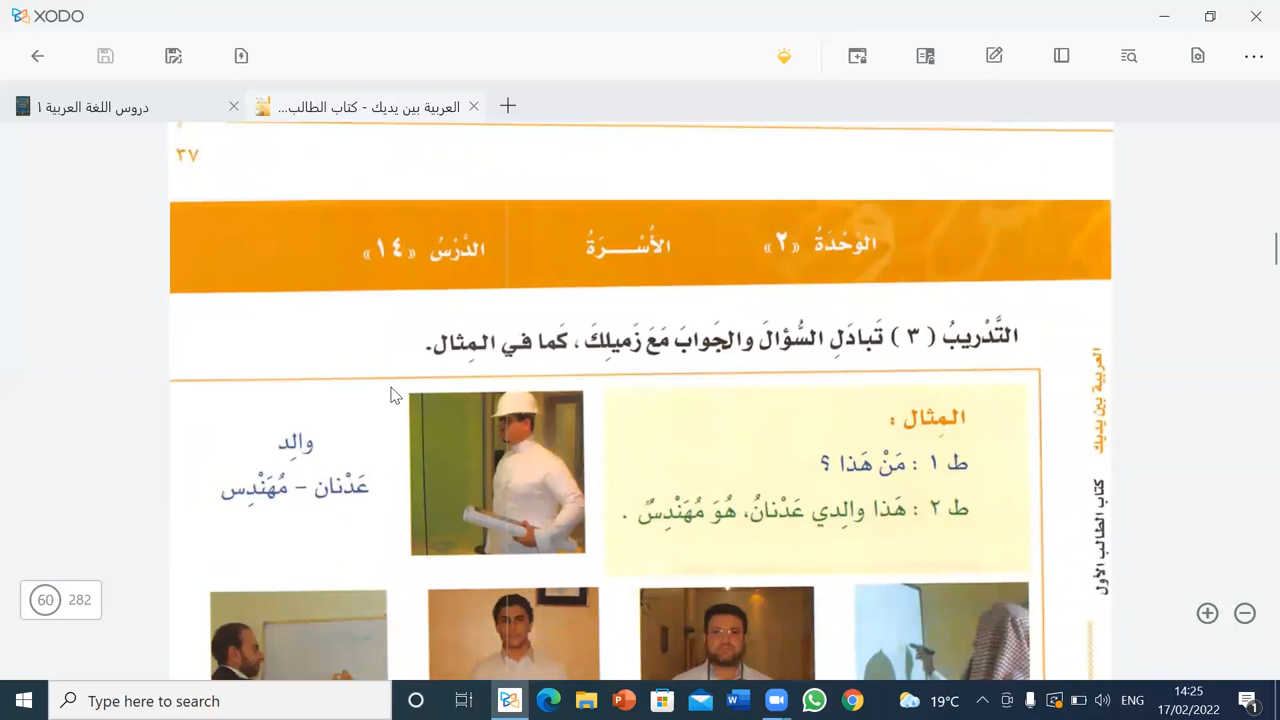 XODO
دروس اللغة العربية ١
العربية بين يديك - كتاب الطالب...
٣٧
الوَحْدَةُ «٢»
الأُسْـــرَةُ
الدَّرْسُ «١٤»
التَّدْريبُ ( ٣ ) تَبادَلِ السُّؤالَ والجَوابَ مَعَ زَميلِكَ ، كَما في المِثال.
المِثال :
ط ١ : مَنْ هَذا ؟
ط ٢ : هَذا والِدي عَدْنانُ، هُوَ مُهَنْدِسٌ .
والِد
عَدْنان – مُهَنْدِس
العربية بين يديك
كتاب الطالب الأول
60 282
Type here to search
19°C
ENG
14:25
17/02/2022
1